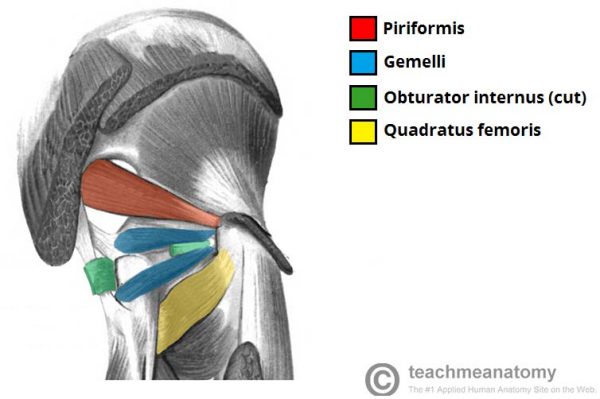 Piriformis
Gemelli
Obturator internus (cut)
Quadratus femoris
© teachmeanatomy
The #1 Applied Human Anatomy Site on the Web.